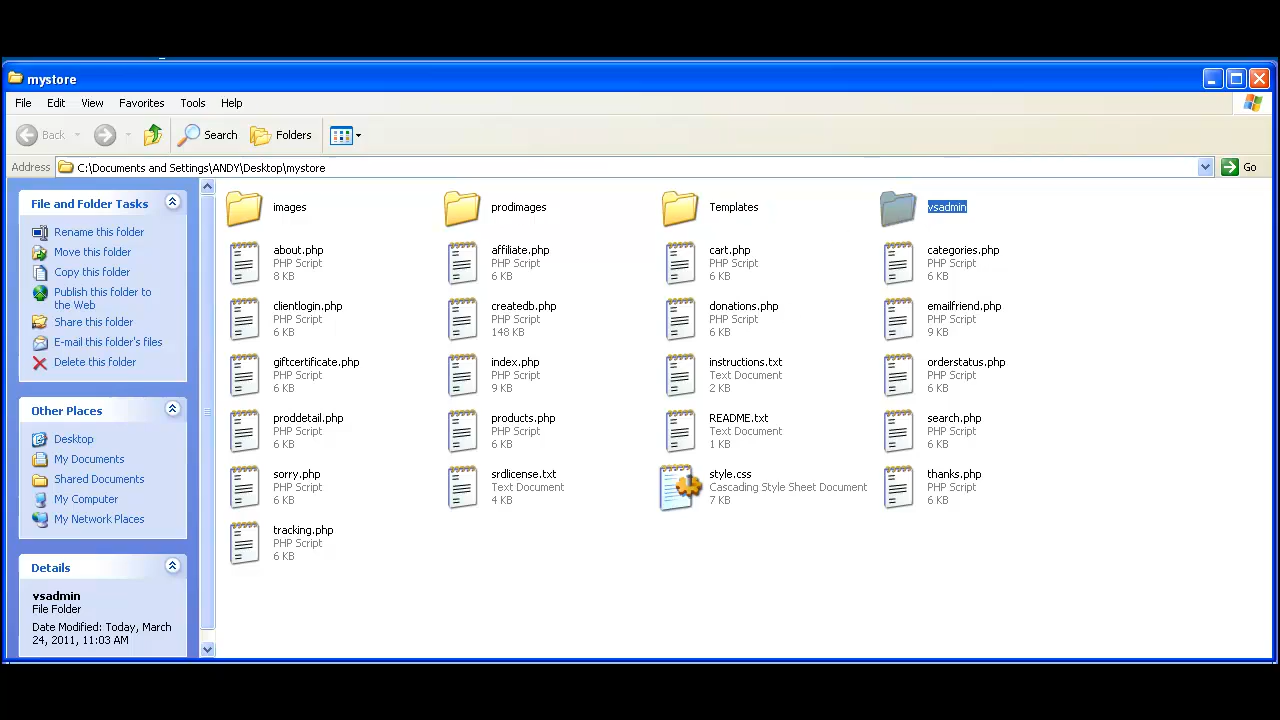 mystore
File Edit View Favorites Tools Help
Back Search Folders
Address C:\Documents and Settings\ANDY\Desktop\mystore Go
File and Folder Tasks
Rename this folder
Move this folder
Copy this folder
Publish this folder to
the Web
Share this folder
E-mail this folder's files
Delete this folder
Other Places
Desktop
My Documents
Shared Documents
My Computer
My Network Places
Details
vsadmin
File Folder
Date Modified: Today, March
24, 2011, 11:03 AM
images
prodimages
Templates
vsadmin
about.php
PHP Script
8 KB
affiliate.php
PHP Script
6 KB
cart.php
PHP Script
6 KB
categories.php
PHP Script
6 KB
clientlogin.php
PHP Script
6 KB
createdb.php
PHP Script
148 KB
donations.php
PHP Script
6 KB
emailfriend.php
PHP Script
9 KB
giftcertificate.php
PHP Script
6 KB
index.php
PHP Script
9 KB
instructions.txt
Text Document
2 KB
orderstatus.php
PHP Script
6 KB
proddetail.php
PHP Script
6 KB
products.php
PHP Script
6 KB
README.txt
Text Document
1 KB
search.php
PHP Script
6 KB
sorry.php
PHP Script
6 KB
srdlicense.txt
Text Document
4 KB
style.css
Cascading Style Sheet Document
7 KB
thanks.php
PHP Script
6 KB
tracking.php
PHP Script
6 KB